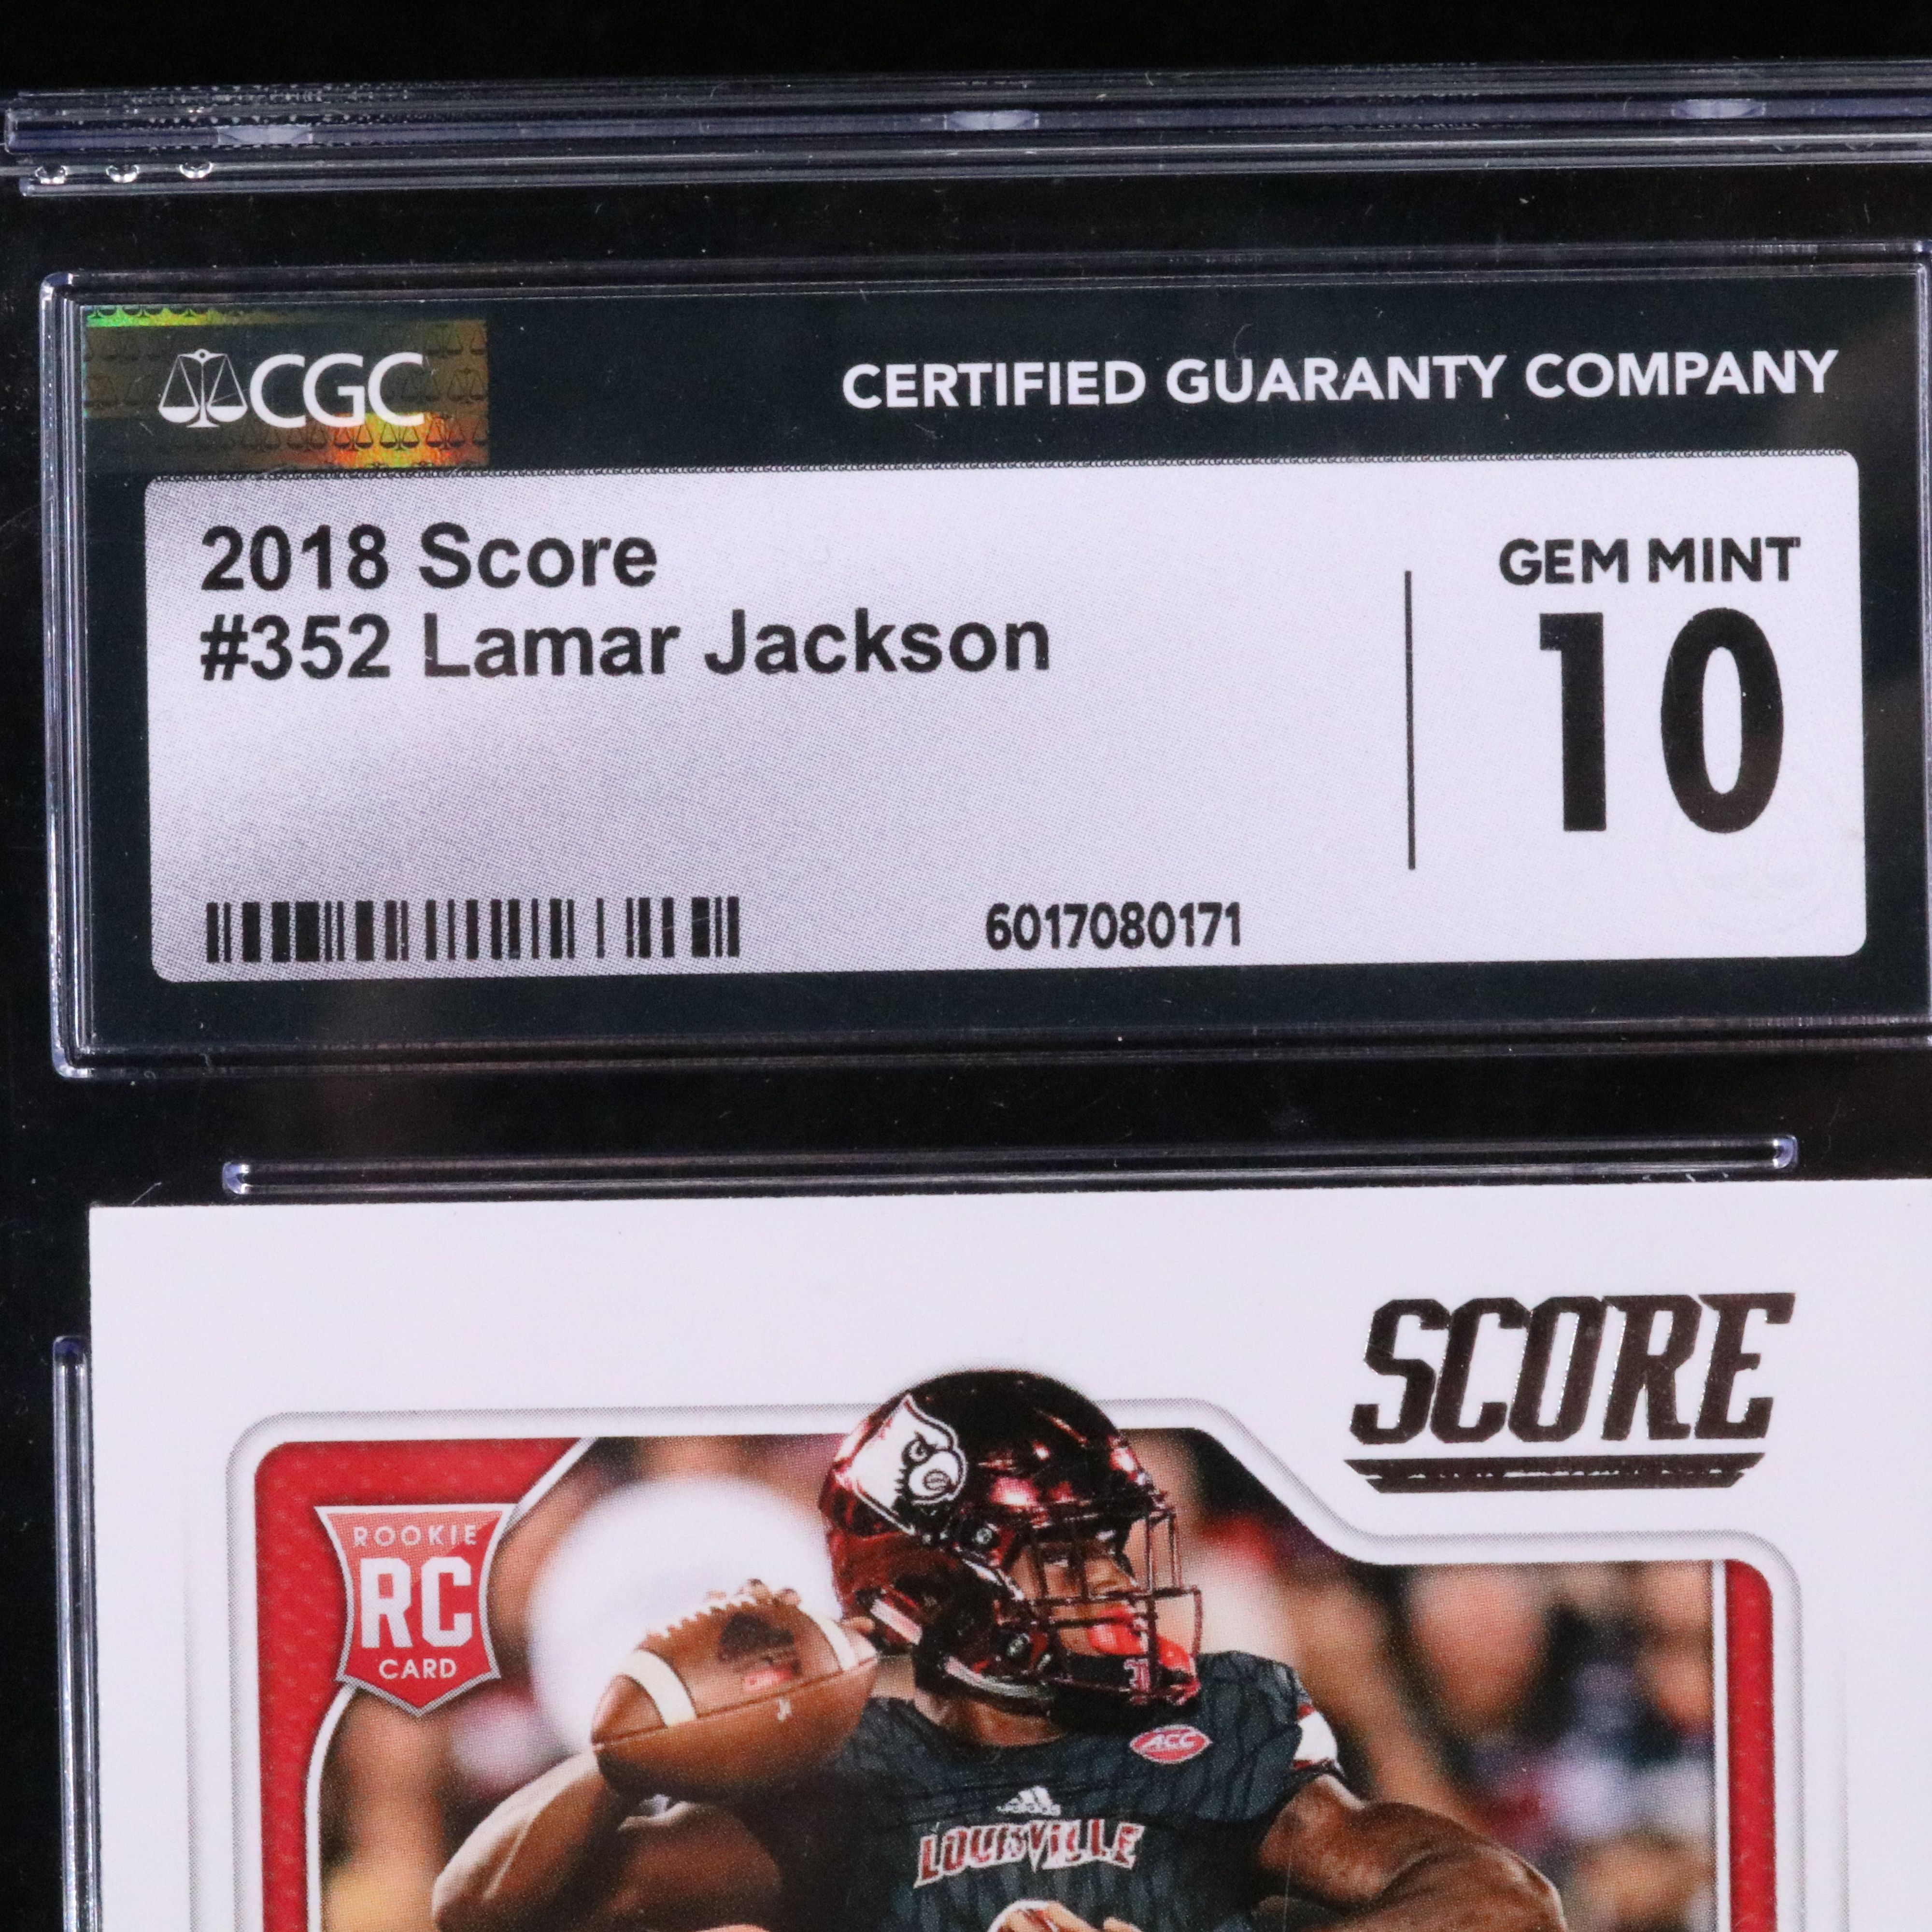 CGC
CERTIFIED GUARANTY COMPANY
2018 Score
#352 Lamar Jackson
GEM MINT
10
6017080171
SCORE
ROOKIE
RC
CARD
ACC
adidas
LOUISVILLE